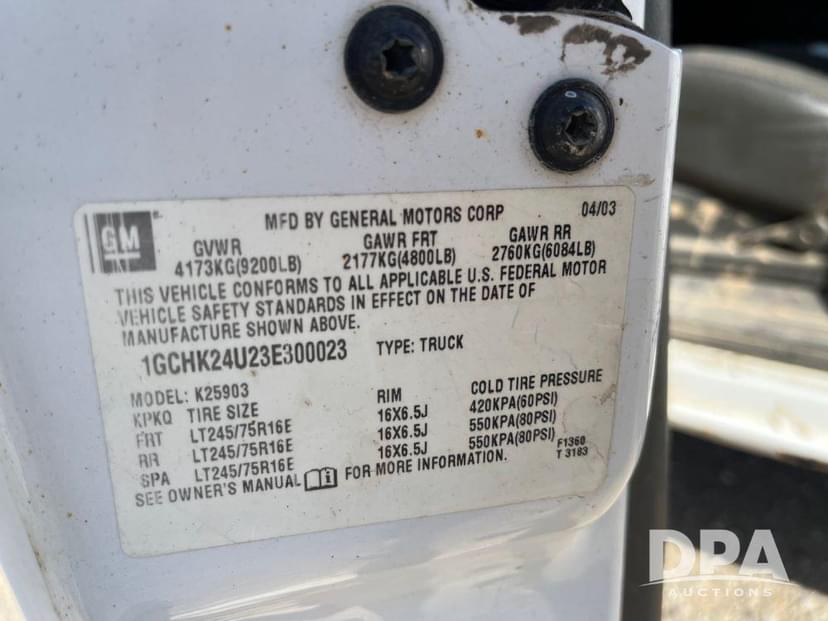 GM
MFD BY GENERAL MOTORS CORP 04/03
GVWR GAWR FRT GAWR RR
4173KG(9200LB) 2177KG(4800LB) 2760KG(6084LB)
THIS VEHICLE CONFORMS TO ALL APPLICABLE U.S. FEDERAL MOTOR
VEHICLE SAFETY STANDARDS IN EFFECT ON THE DATE OF
MANUFACTURE SHOWN ABOVE.
1GCHK24U23E300023 TYPE: TRUCK
MODEL: K25903
KPKQ TIRE SIZE RIM COLD TIRE PRESSURE
FRT LT245/75R16E 16X6.5J 420KPA(60PSI)
RR LT245/75R16E 16X6.5J 550KPA(80PSI)
SPA LT245/75R16E 16X6.5J 550KPA(80PSI)
SEE OWNER'S MANUAL FOR MORE INFORMATION.
F1360
T 3183
DPA
AUCTIONS